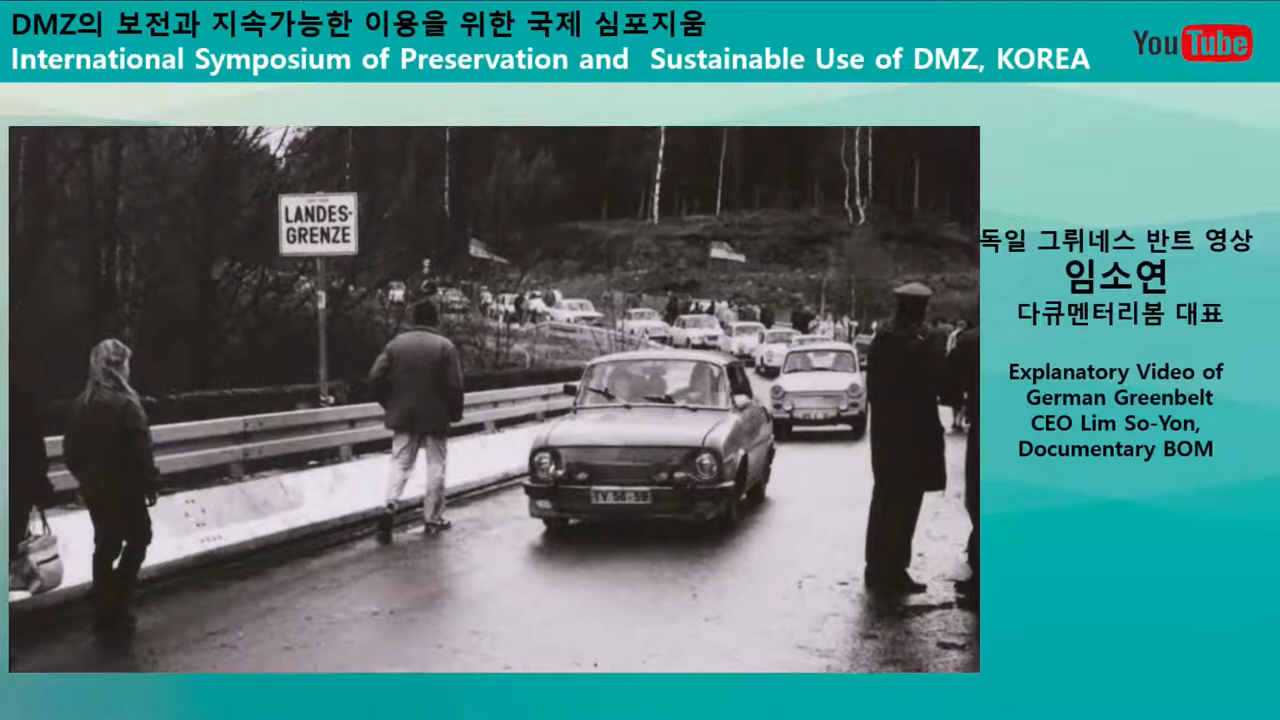 DMZ의 보전과 지속가능한 이용을 위한 국제 심포지움
International Symposium of Preservation and Sustainable Use of DMZ, KOREA
YouTube
LANDES-
GRENZE
독일 그뤼네스 반트 영상
임소연
다큐멘터리봄 대표
Explanatory Video of
German Greenbelt
CEO Lim So-Yon,
Documentary BOM